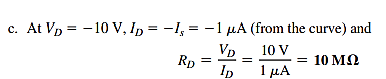 c. At V_D = −10 V, I_D = −I_s = −1 μA (from the curve) and
R_D = V_D / I_D = 10 V / 1 μA = 10 MΩ